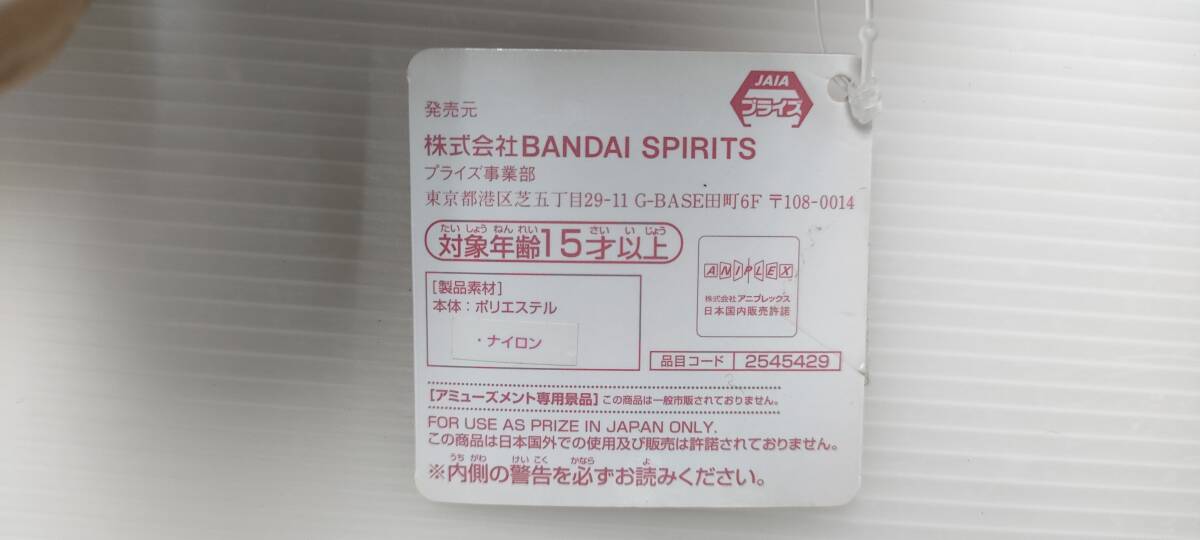 JAIA
プライズ
発売元
株式会社BANDAI SPIRITS
プライズ事業部
東京都港区芝五丁目29-11 G-BASE田町6F 〒108-0014
たいしょうねんれい さいいじょう
対象年齢15才以上
ANIPLEX
株式会社アニプレックス
日本国内販売許諾
[製品素材]
本体：ポリエステル
・ナイロン
品目コード 2545429
[アミューズメント専用景品] この商品は一般市販されておりません。
FOR USE AS PRIZE IN JAPAN ONLY.
この商品は日本国外での使用及び販売は許諾されておりません。
うちがわ けいこく かなら よ
※内側の警告を必ずお読みください。